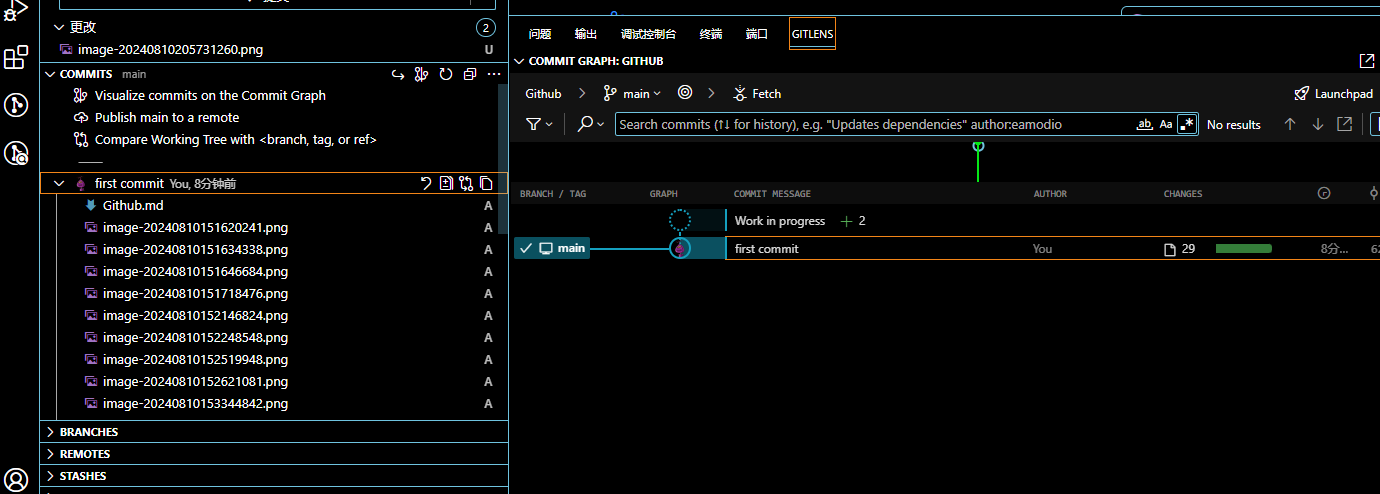 更改
2
image-20240810205731260.png
U
COMMITS main
Visualize commits on the Commit Graph
Publish main to a remote
Compare Working Tree with <branch, tag, or ref>
first commit You, 8分钟前
Github.md A
image-20240810151620241.png A
image-20240810151634338.png A
image-20240810151646684.png A
image-20240810151718476.png A
image-20240810152146824.png A
image-20240810152248548.png A
image-20240810152519948.png A
image-20240810152621081.png A
image-20240810153344842.png A
BRANCHES
REMOTES
STASHES
问题 输出 调试控制台 终端 端口 GITLENS
COMMIT GRAPH: GITHUB
Github main Fetch Launchpad
Search commits (↑↓ for history), e.g. "Updates dependencies" author:eamodio ab Aa .* No results
BRANCH / TAG GRAPH COMMIT MESSAGE AUTHOR CHANGES
Work in progress + 2
main first commit You 29 8分...